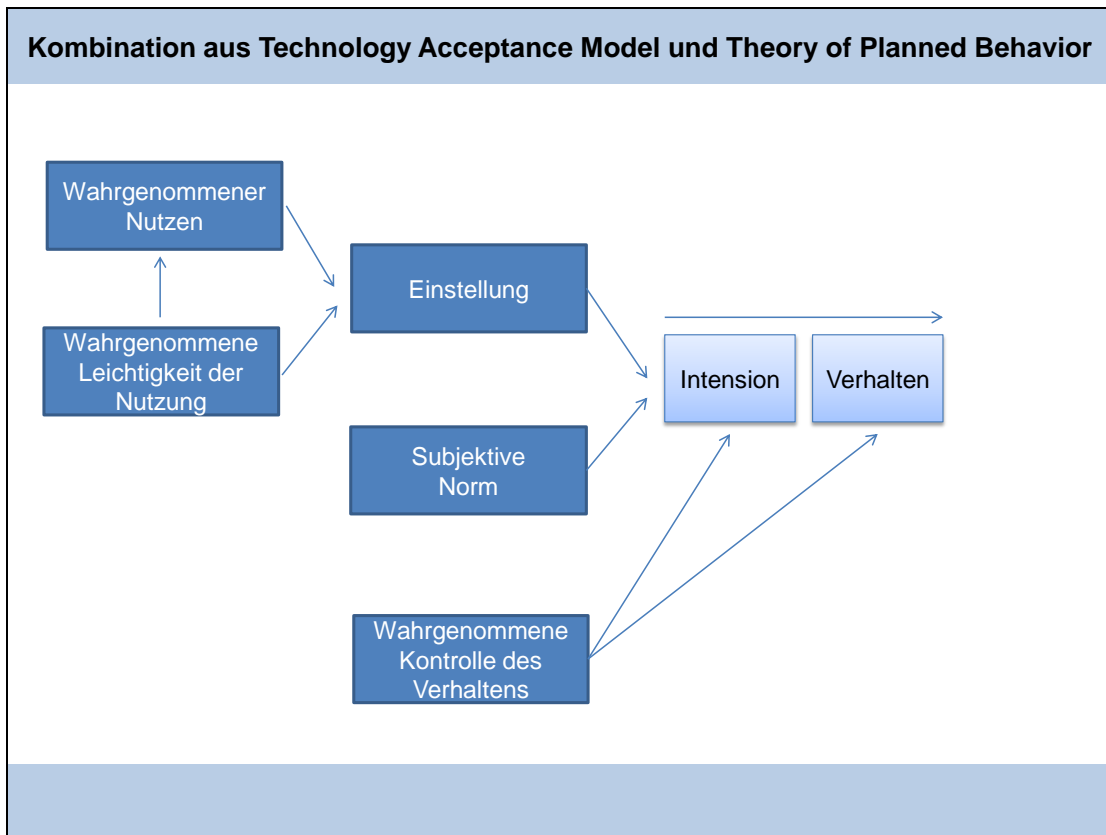 Kombination aus Technology Acceptance Model und Theory of Planned Behavior
Wahrgenommener
Nutzen
Einstellung
Wahrgenommene
Leichtigkeit der
Nutzung
Intension
Verhalten
Subjektive
Norm
Wahrgenommene
Kontrolle des
Verhaltens